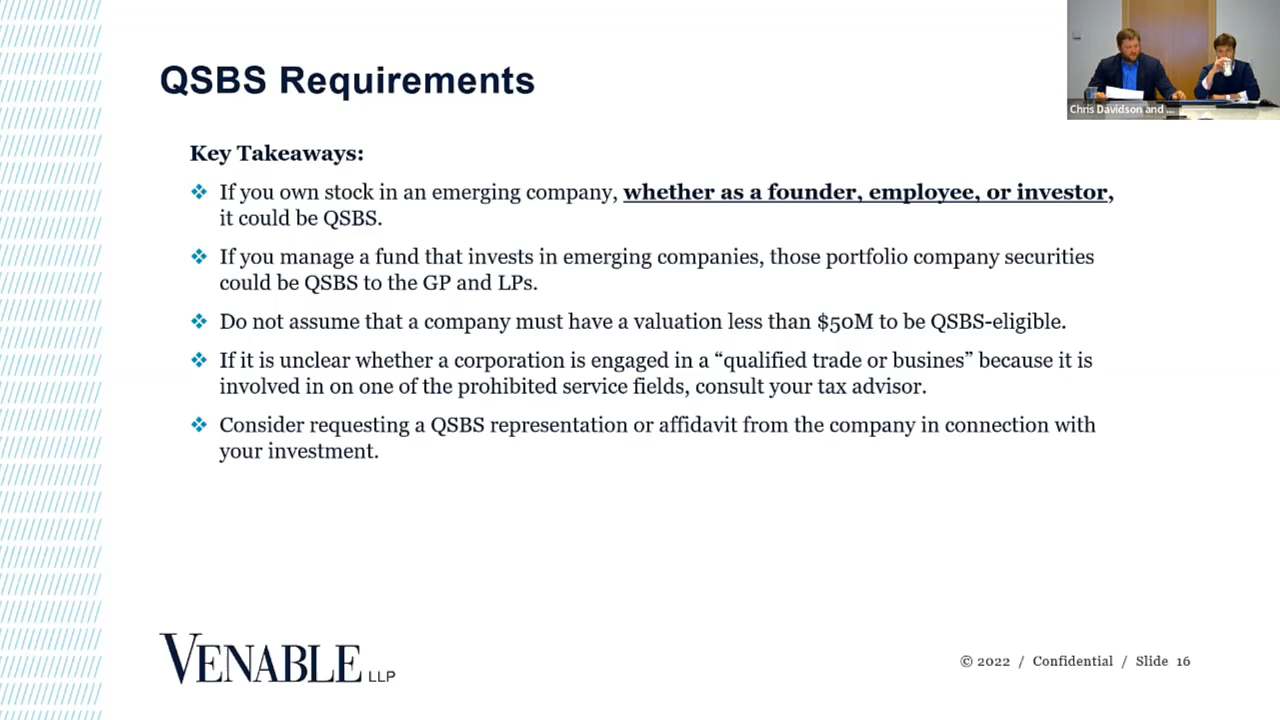 QSBS Requirements
Chris Davidson and ...
Key Takeaways:
If you own stock in an emerging company, whether as a founder, employee, or investor,
it could be QSBS.
If you manage a fund that invests in emerging companies, those portfolio company securities
could be QSBS to the GP and LPs.
Do not assume that a company must have a valuation less than $50M to be QSBS-eligible.
If it is unclear whether a corporation is engaged in a “qualified trade or busines” because it is
involved in on one of the prohibited service fields, consult your tax advisor.
Consider requesting a QSBS representation or affidavit from the company in connection with
your investment.
VENABLE LLP
© 2022 / Confidential / Slide 16